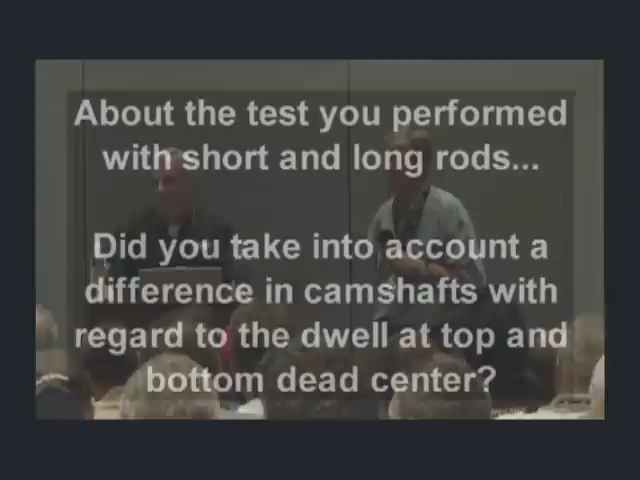 About the test you performed
with short and long rods...
Did you take into account a
difference in camshafts with
regard to the dwell at top and
bottom dead center?